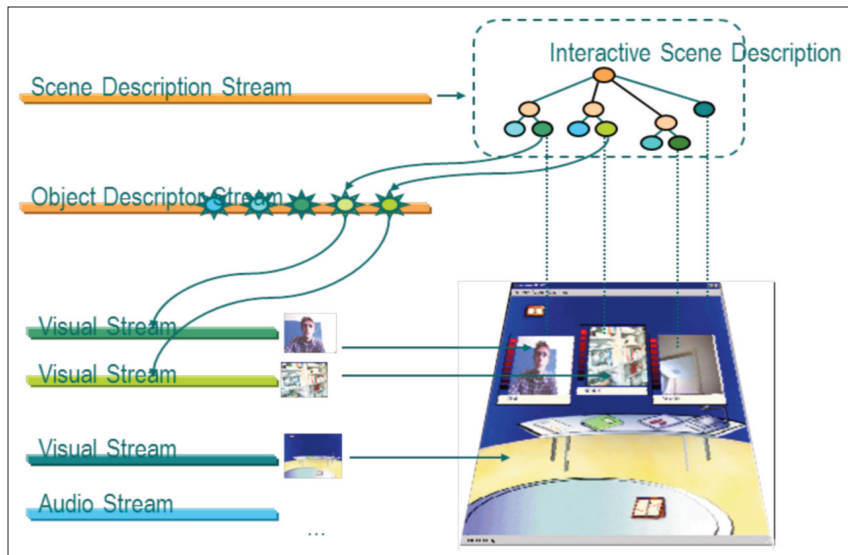 Interactive Scene Description
Scene Description Stream
Object Descriptor Stream
Visual Stream
Visual Stream
Visual Stream
Audio Stream
...